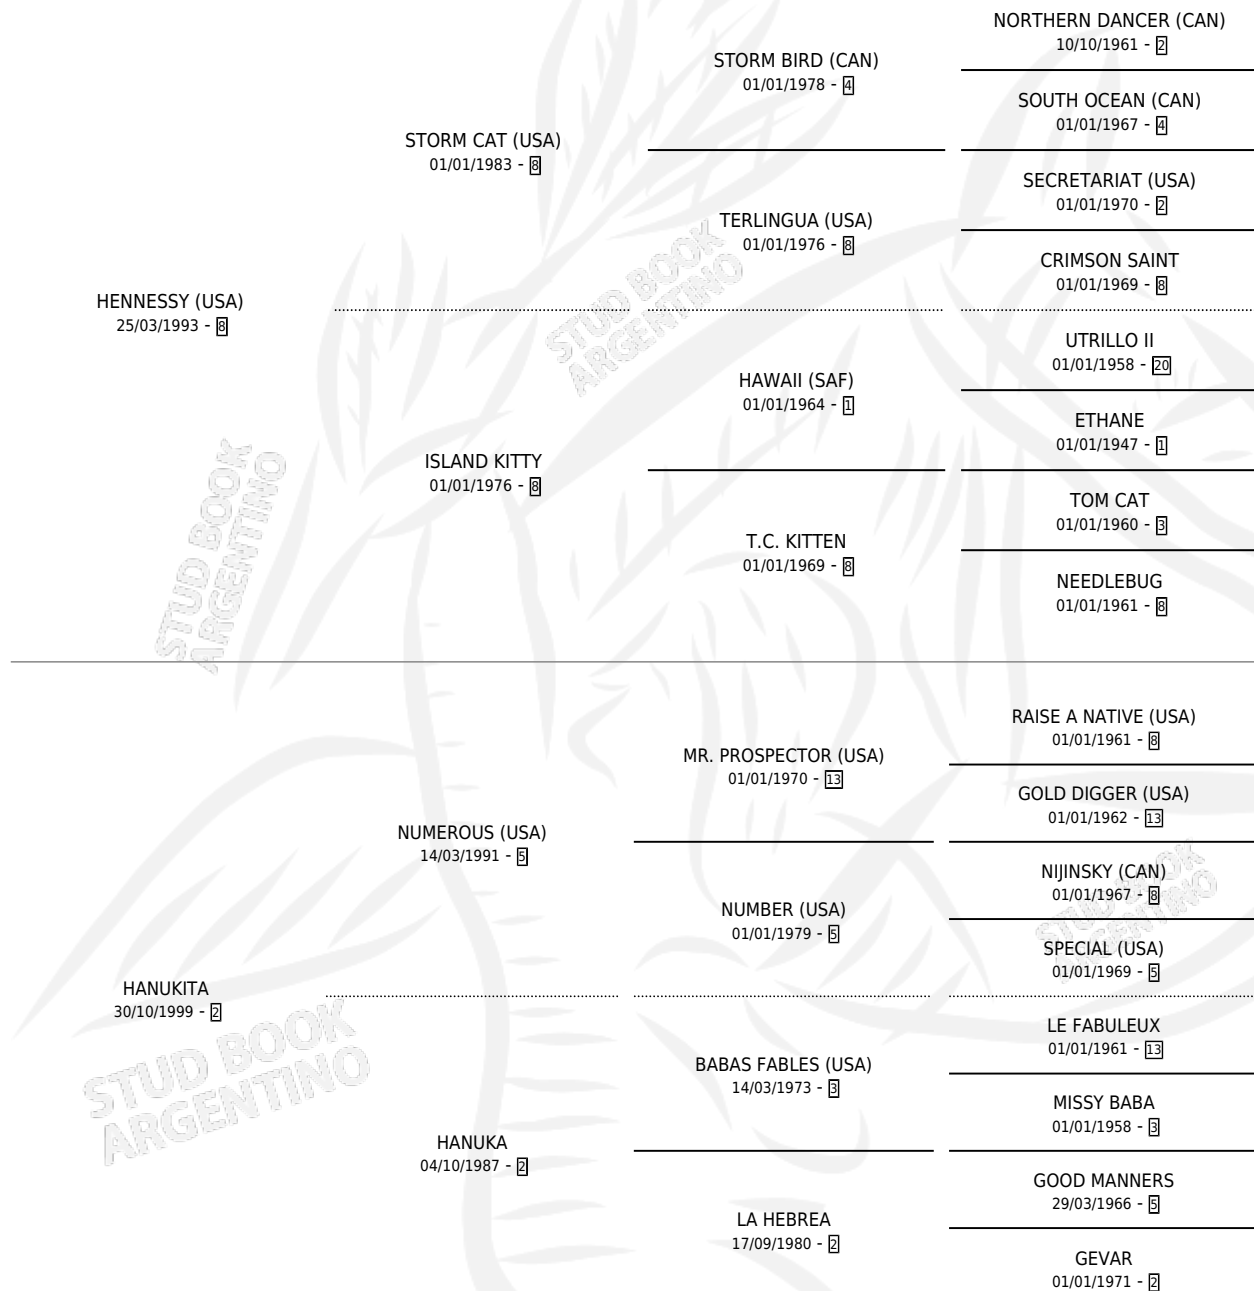 NORTHERN DANCER (CAN)
10/10/1961 - 2
STORM BIRD (CAN)
01/01/1978 - 4
SOUTH OCEAN (CAN)
01/01/1967 - 4
STORM CAT (USA)
01/01/1983 - 8
SECRETARIAT (USA)
01/01/1970 - 2
TERLINGUA (USA)
01/01/1976 - 8
CRIMSON SAINT
01/01/1969 - 8
HENNESSY (USA)
25/03/1993 - 8
STUD BOOK
ARGENTINO
UTRILLO II
01/01/1958 - 20
HAWAII (SAF)
01/01/1964 - 1
ETHANE
01/01/1947 - 1
ISLAND KITTY
01/01/1976 - 8
TOM CAT
01/01/1960 - 3
T.C. KITTEN
01/01/1969 - 8
NEEDLEBUG
01/01/1961 - 8
STUD BOOK
ARGENTINO
RAISE A NATIVE (USA)
01/01/1961 - 8
MR. PROSPECTOR (USA)
01/01/1970 - 13
GOLD DIGGER (USA)
01/01/1962 - 13
NUMEROUS (USA)
14/03/1991 - 5
NIJINSKY (CAN)
01/01/1967 - 8
NUMBER (USA)
01/01/1979 - 5
STUD BOOK
ARGENTINO
SPECIAL (USA)
01/01/1969 - 5
HANUKITA
30/10/1999 - 2
LE FABULEUX
01/01/1961 - 13
BABAS FABLES (USA)
14/03/1973 - 3
MISSY BABA
01/01/1958 - 3
STUD BOOK
ARGENTINO
HANUKA
04/10/1987 - 2
GOOD MANNERS
29/03/1966 - 5
LA HEBREA
17/09/1980 - 2
GEVAR
01/01/1971 - 2